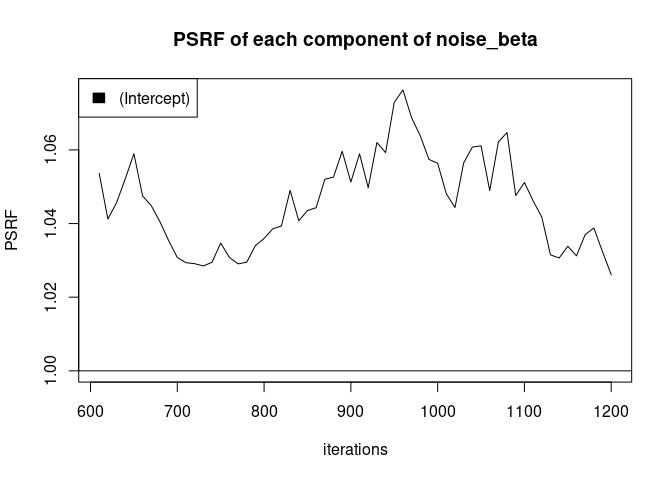 PSRF of each component of noise_beta
(Intercept)
PSRF
1.06
1.04
1.02
1.00
600 700 800 900 1000 1100 1200
iterations